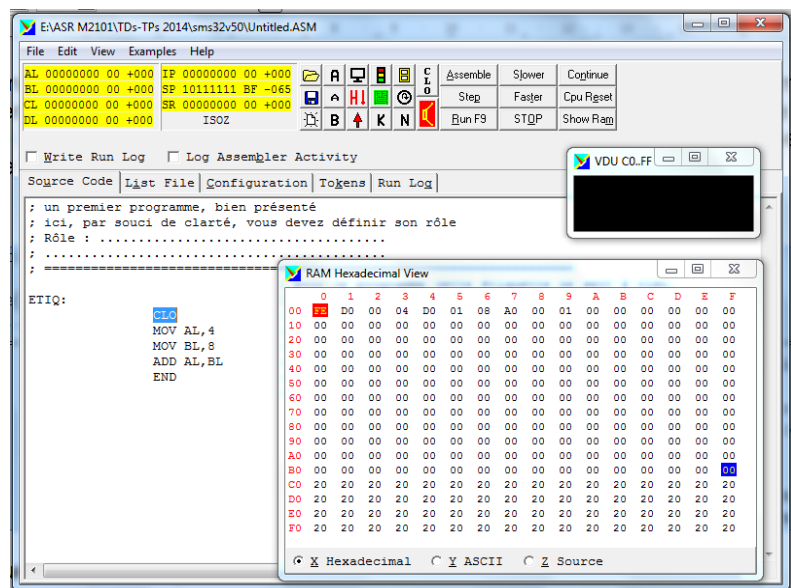 E:\ASR M2101\TDs-TPs 2014\sms32v50\Untitled.ASM
File Edit View Examples Help
AL 00000000 00 +000 IP 00000000 00 +000
BL 00000000 00 +000 SP 10111111 BF -065
CL 00000000 00 +000 SR 00000000 00 +000
DL 00000000 00 +000 ISOZ
A CLO Assemble Slower Continue
A H Step Faster Cpu Reset
B K N Run F9 STOP Show Ram
Write Run Log Log Assembler Activity
Source Code List File Configuration Tokens Run Log
VDU C0..FF
; un premier programme, bien présenté
; ici, par souci de clarté, vous devez définir son rôle
; Rôle : .....................................
; .........................................
; ==============================
ETIQ:
CLO
MOV AL,4
MOV BL,8
ADD AL,BL
END
RAM Hexadecimal View
0 1 2 3 4 5 6 7 8 9 A B C D E F
00 FE D0 00 04 D0 01 08 A0 00 01 00 00 00 00 00 00
10 00 00 00 00 00 00 00 00 00 00 00 00 00 00 00 00
20 00 00 00 00 00 00 00 00 00 00 00 00 00 00 00 00
30 00 00 00 00 00 00 00 00 00 00 00 00 00 00 00 00
40 00 00 00 00 00 00 00 00 00 00 00 00 00 00 00 00
50 00 00 00 00 00 00 00 00 00 00 00 00 00 00 00 00
60 00 00 00 00 00 00 00 00 00 00 00 00 00 00 00 00
70 00 00 00 00 00 00 00 00 00 00 00 00 00 00 00 00
80 00 00 00 00 00 00 00 00 00 00 00 00 00 00 00 00
90 00 00 00 00 00 00 00 00 00 00 00 00 00 00 00 00
A0 00 00 00 00 00 00 00 00 00 00 00 00 00 00 00 00
B0 00 00 00 00 00 00 00 00 00 00 00 00 00 00 00 00
C0 20 20 20 20 20 20 20 20 20 20 20 20 20 20 20 20
D0 20 20 20 20 20 20 20 20 20 20 20 20 20 20 20 20
E0 20 20 20 20 20 20 20 20 20 20 20 20 20 20 20 20
F0 20 20 20 20 20 20 20 20 20 20 20 20 20 20 20 20
X Hexadecimal Y ASCII Z Source